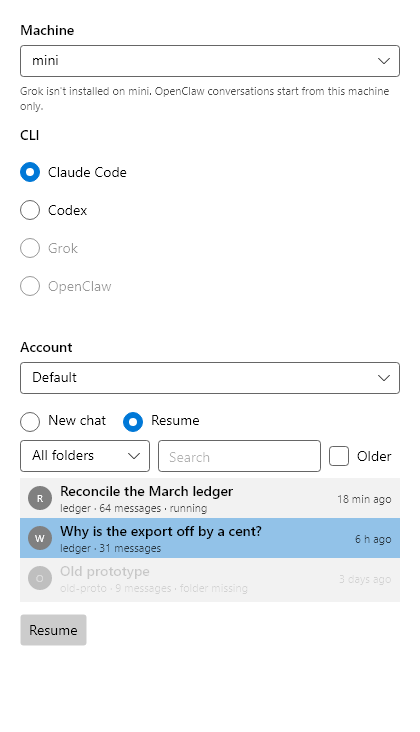 Machine
mini
Grok isn't installed on mini. OpenClaw conversations start from this machine
only.
CLI
Claude Code
Codex
Grok
OpenClaw
Account
Default
New chat
Resume
All folders
Search
Older
R
Reconcile the March ledger
ledger · 64 messages · running
18 min ago
W
Why is the export off by a cent?
ledger · 31 messages
6 h ago
O
Old prototype
old-proto · 9 messages · folder missing
3 days ago
Resume